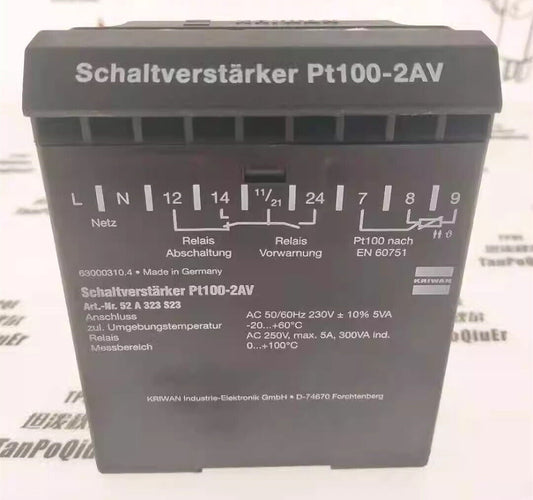 KRIWAN
Schaltverstärker Pt100-2AV
L N 12 14 11/21 24 7 8 9
Netz
Relais Abschaltung
Relais Vorwarnung
Pt100 nach EN 60751
63000310.4 • Made in Germany
KRIWAN
Schaltverstärker Pt100-2AV
Art.-Nr. 52 A 323 S23
Anschluss AC 50/60Hz 230V ± 10% 5VA
zul. Umgebungstemperatur -20...+60°C
Relais AC 250V, max. 5A, 300VA ind.
Messbereich 0...+100°C
KRIWAN Industrie-Elektronik GmbH • D-74670 Forchtenberg
TanPoQiuEr
TanPoQiuEr